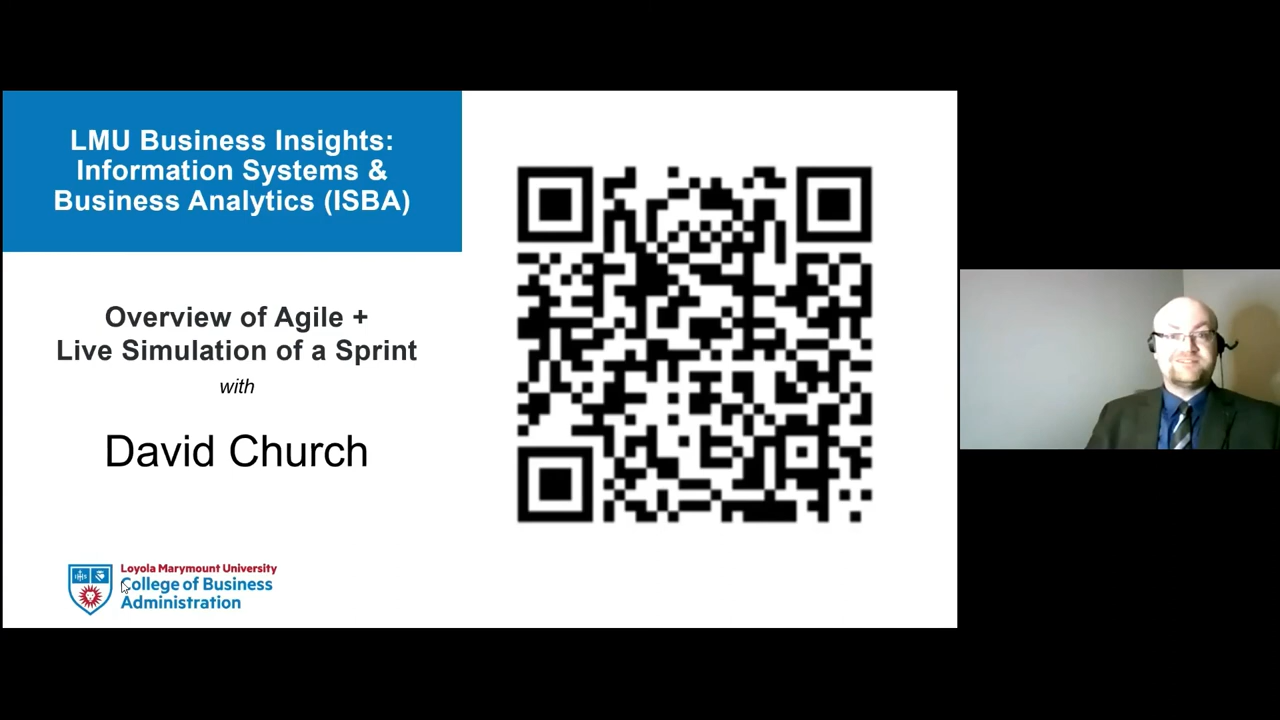 LMU Business Insights:
Information Systems &
Business Analytics (ISBA)
Overview of Agile +
Live Simulation of a Sprint
with
David Church
Loyola Marymount University
College of Business
Administration